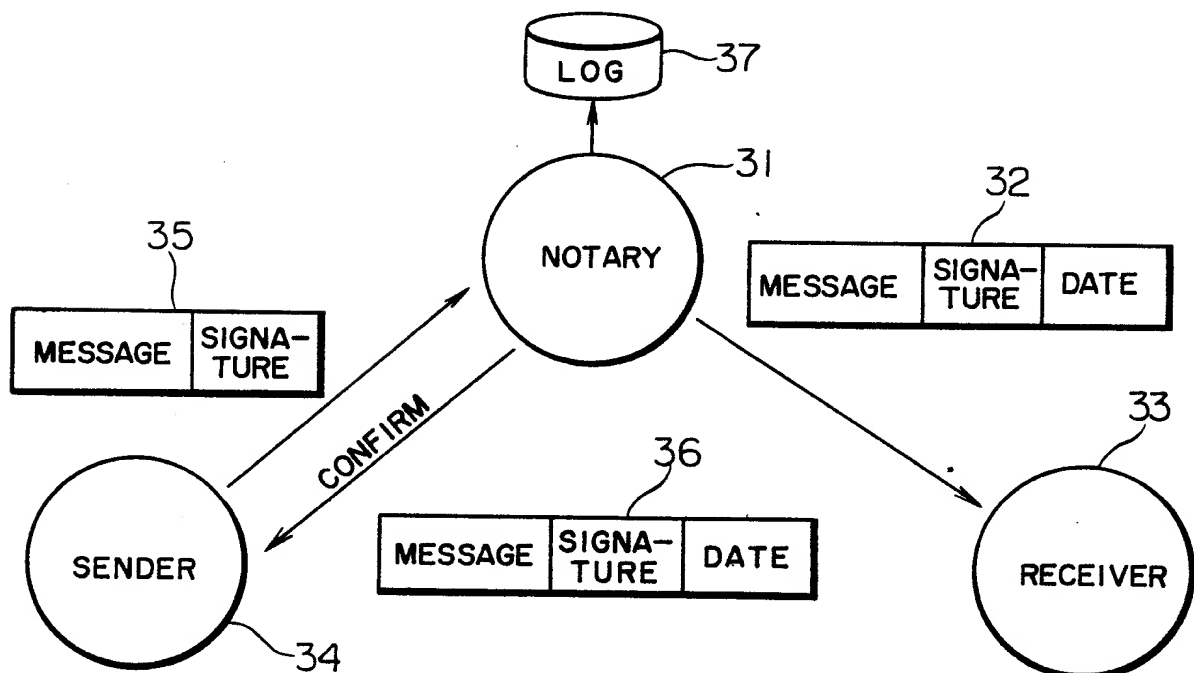 LOG
37
31
NOTARY
32
MESSAGE
SIGNA-
TURE
DATE
35
MESSAGE
SIGNA-
TURE
CONFIRM
33
36
MESSAGE
SIGNA-
TURE
DATE
SENDER
RECEIVER
34